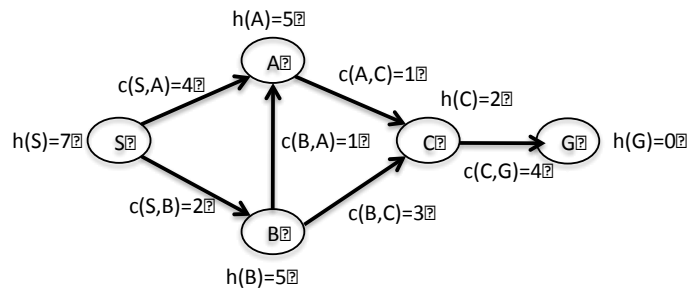 h(A)=5
A
c(S,A)=4
c(A,C)=1
h(C)=2
h(S)=7
S
c(B,A)=1
C
G
h(G)=0
c(C,G)=4
c(S,B)=2
c(B,C)=3
B
h(B)=5